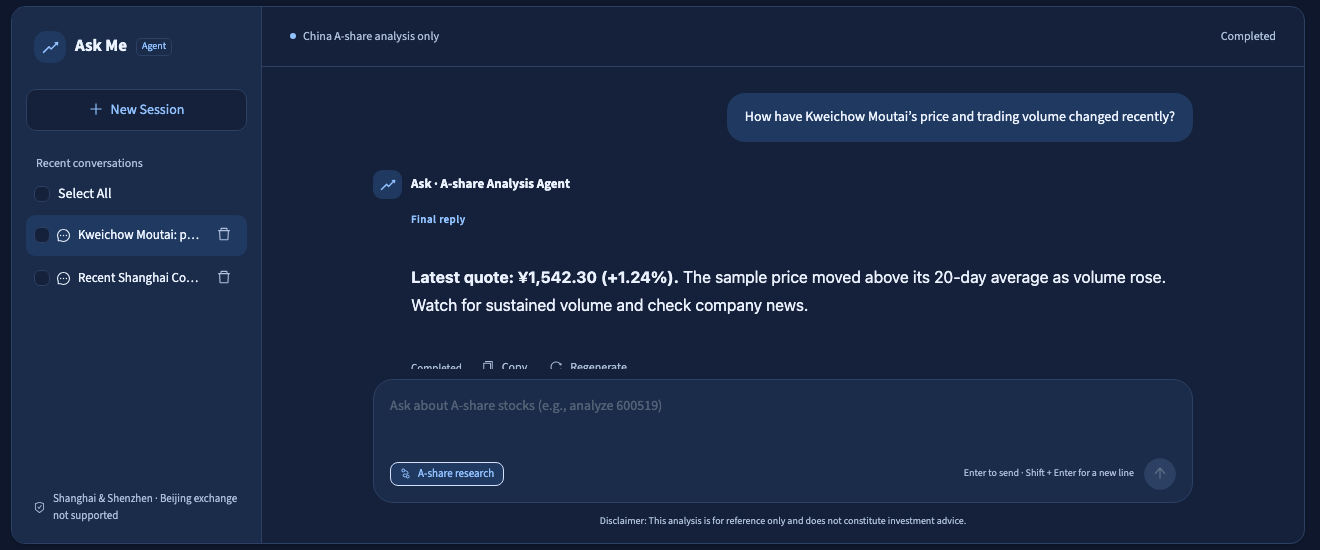 Ask Me
Agent
New Session
Recent conversations
Select All
Kweichow Moutai: p...
Recent Shanghai Co...
Shanghai & Shenzhen · Beijing exchange
not supported
China A-share analysis only
Completed
How have Kweichow Moutai's price and trading volume changed recently?
Ask · A-share Analysis Agent
Final reply
Latest quote: ¥1,542.30 (+1.24%). The sample price moved above its 20-day average as volume rose.
Watch for sustained volume and check company news.
Completed
Copy
Regenerate
Ask about A-share stocks (e.g., analyze 600519)
A-share research
Enter to send · Shift + Enter for a new line
Disclaimer: This analysis is for reference only and does not constitute investment advice.